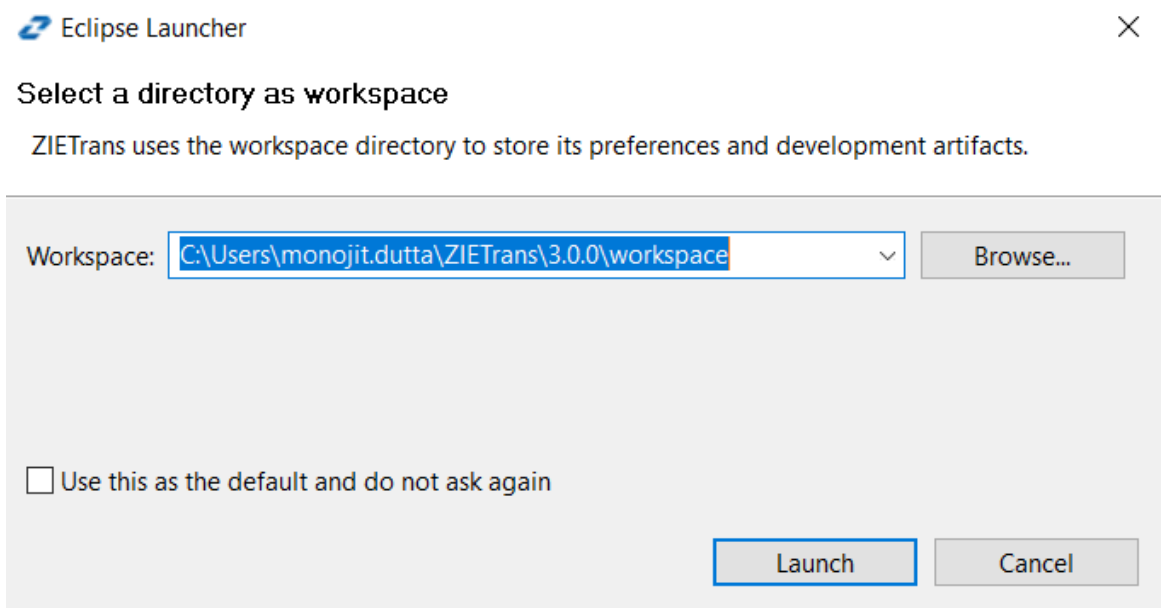 Eclipse Launcher
Select a directory as workspace
ZIETrans uses the workspace directory to store its preferences and development artifacts.
Workspace: C:\Users\monojit.dutta\ZIETrans\3.0.0\workspace Browse...
Use this as the default and do not ask again
Launch Cancel